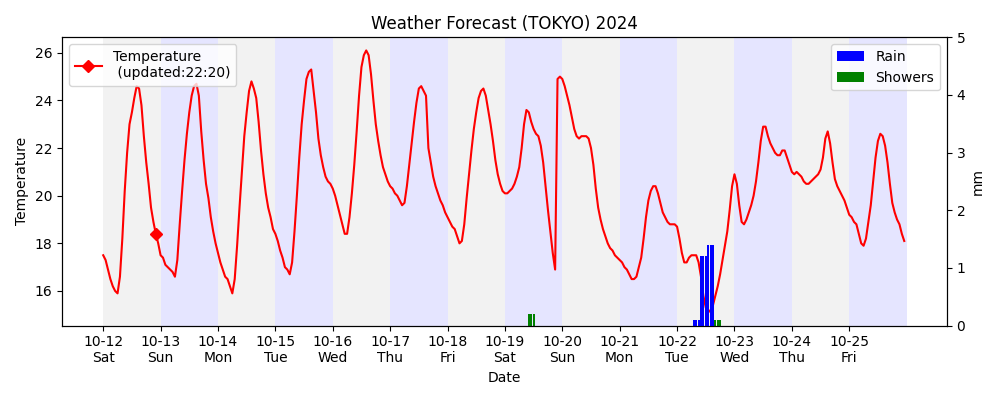 Weather Forecast (TOKYO) 2024
Temperature
(updated:22:20)
Rain
Showers
Temperature
26
24
22
20
18
16
5
4
3
2
1
0
mm
10-12 10-13 10-14 10-15 10-16 10-17 10-18 10-19 10-20 10-21 10-22 10-23 10-24 10-25
Sat Sun Mon Tue Wed Thu Fri Sat Sun Mon Tue Wed Thu Fri
Date